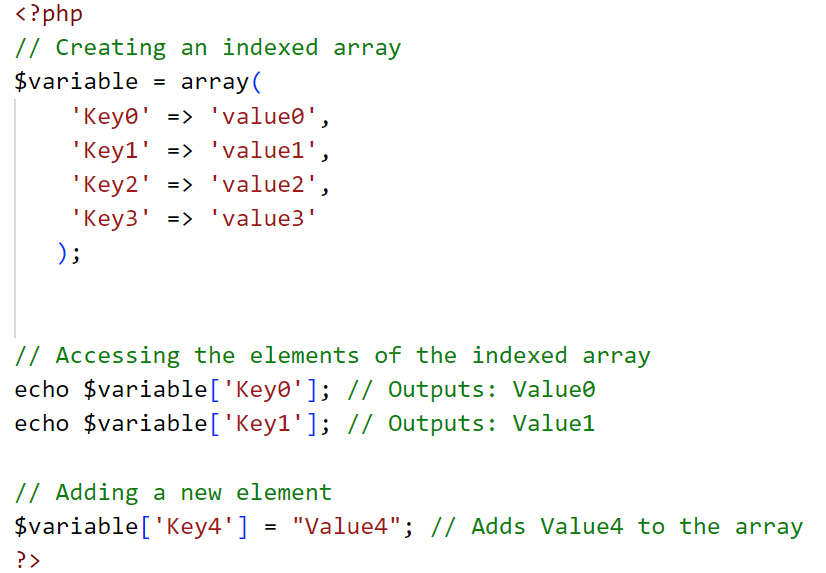 <?php
// Creating an indexed array
$variable = array(
    'Key0' => 'value0',
    'Key1' => 'value1',
    'Key2' => 'value2',
    'Key3' => 'value3'
   );
// Accessing the elements of the indexed array
echo $variable['Key0']; // Outputs: Value0
echo $variable['Key1']; // Outputs: Value1
// Adding a new element
$variable['Key4'] = "Value4"; // Adds Value4 to the array
?>